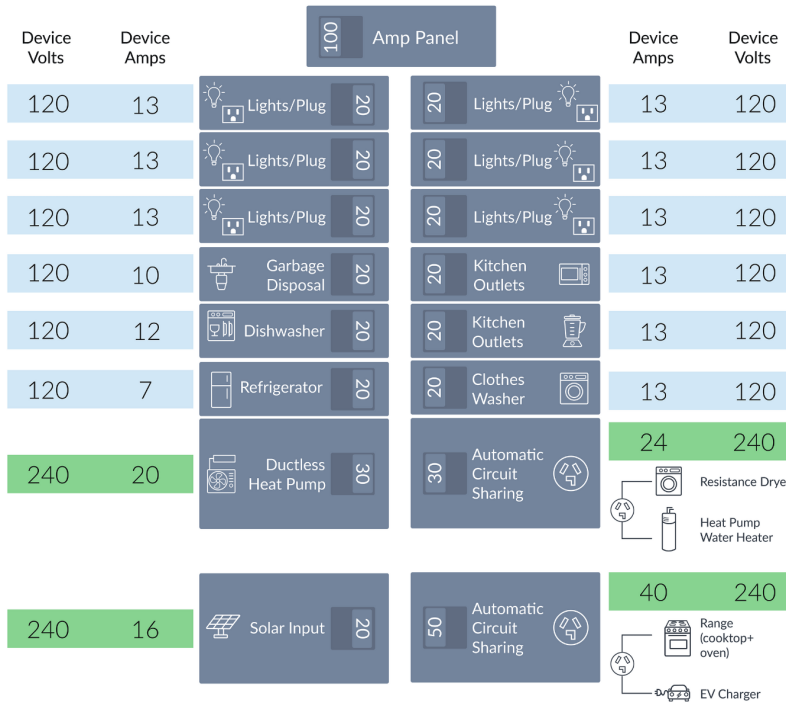 100 Amp Panel
Device Volts
Device Amps
Device Amps
Device Volts
120 13 Lights/Plug 20
20 Lights/Plug 13 120
120 13 Lights/Plug 20
20 Lights/Plug 13 120
120 13 Lights/Plug 20
20 Lights/Plug 13 120
120 10 Garbage Disposal 20
20 Kitchen Outlets 13 120
120 12 Dishwasher 20
20 Kitchen Outlets 13 120
120 7 Refrigerator 20
20 Clothes Washer 13 120
240 20 Ductless Heat Pump 30
30 Automatic Circuit Sharing 24 240
Resistance Drye
Heat Pump
Water Heater
240 16 Solar Input 20
50 Automatic Circuit Sharing 40 240
Range
(cooktop+
oven)
EV Charger